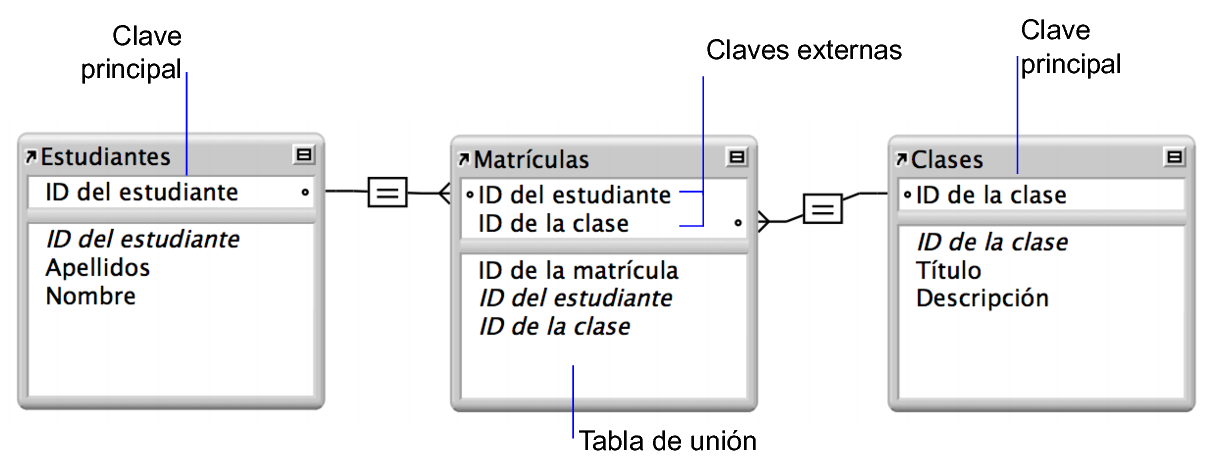 Clave
principal
Claves externas
Clave
principal
Estudiantes
ID del estudiante
ID del estudiante
Apellidos
Nombre
Matrículas
ID del estudiante
ID de la clase
ID de la matrícula
ID del estudiante
ID de la clase
Clases
ID de la clase
ID de la clase
Título
Descripción
Tabla de unión